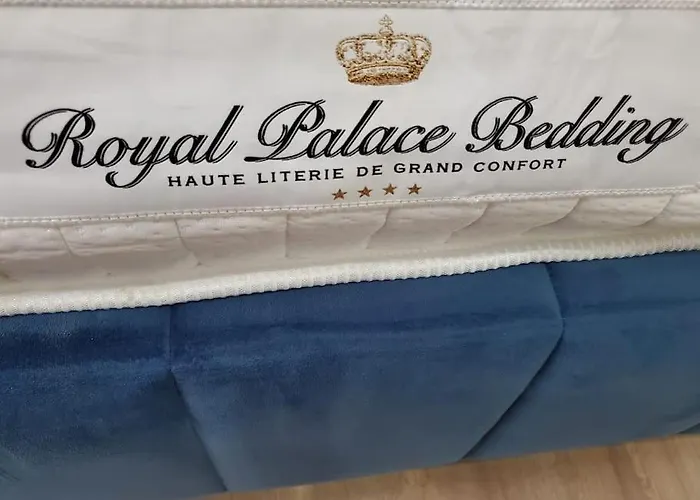 Royal Palace Bedding
HAUTE LITERIE DE GRAND CONFORT